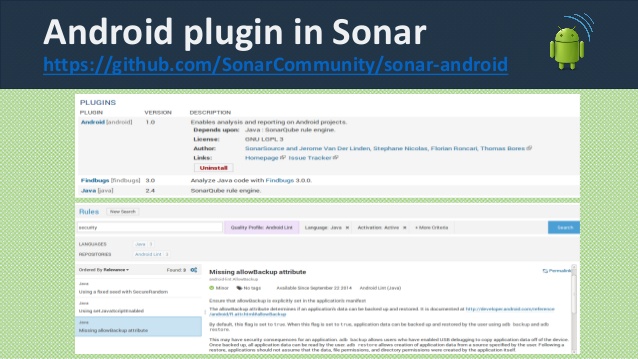 Android plugin in Sonar
https://github.com/SonarCommunity/sonar-android
PLUGINS
PLUGIN VERSION DESCRIPTION
Android [android] 1.0 Enables analysis and reporting on Android projects.
Depends upon: Java : SonarQube rule engine.
License: GNU LGPL 3
Author: SonarSource and Jerome Van Der Linden, Stephane Nicolas, Florian Roncari, Thomas Bores
Links: Homepage Issue Tracker
Uninstall
Findbugs [findbugs] 3.0 Analyze Java code with Findbugs 3.0.0.
Java [java] 2.4 SonarQube rule engine.
Rules New Search
security Quality Profile: Android Lint Language: Java Activation: Active + More Criteria Search
LANGUAGES Java
REPOSITORIES Android Lint
Ordered By Relevance Found: 3
Java
Using a fixed seed with SecureRandom
Java
Using setJavaScriptEnabled
Java
Missing allowBackup attribute
Missing allowBackup attribute Permalink
android-lint:AllowBackup
Minor No tags Available Since September 22 2014 Android Lint (Java)
Ensure that allowBackup is explicitly set in the application's manifest
The allowBackup attribute determines if an application's data can be backed up and restored. It is documented at http://developer.android.com/reference
/android/R.attr.html#allowBackup
By default, this flag is set to true. When this flag is set to true, application data can be backed up and restored by the user using adb backup and adb
restore.
This may have security consequences for an application. adb backup allows users who have enabled USB debugging to copy application data off of the device.
Once backed up, all application data can be read by the user. adb restore allows creation of application data from a source specified by the user. Following a
restore, applications should not assume that the data, file permissions, and directory permissions were created by the application itself.